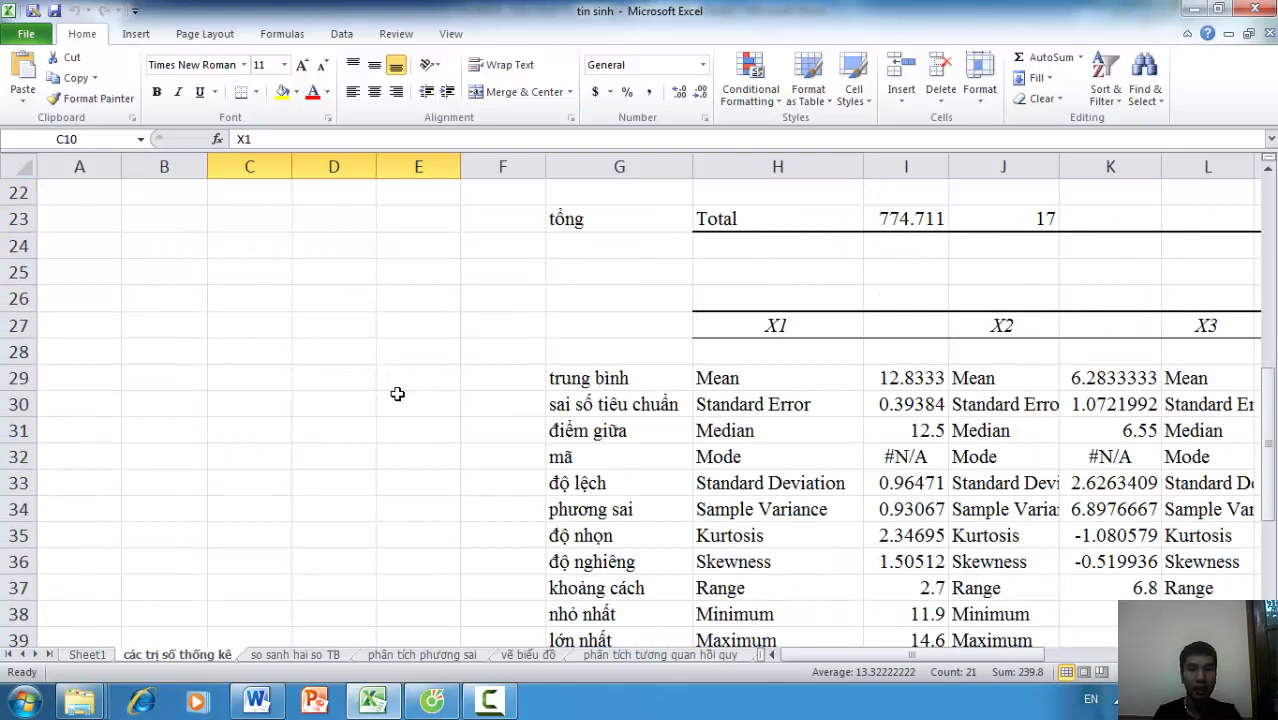 tin sinh - Microsoft Excel
File Home Insert Page Layout Formulas Data Review View
Cut Times New Roman 11 A A Wrap Text General Σ AutoSum
Copy Fill
Paste Format Painter B I U A Merge & Center $ % , Conditional Formatting Format as Table Cell Styles Insert Delete Format Clear Sort & Filter Find & Select
Clipboard Font Alignment Number Styles Cells Editing
C10 fx X1
A B C D E F G H I J K L
22
23 tổng Total 774.711 17
24
25
26
27 X1 X2 X3
28
29 trung bình Mean 12.8333 Mean 6.2833333 Mean
30 sai số tiêu chuẩn Standard Error 0.39384 Standard Erro 1.0721992 Standard Er
31 điểm giữa Median 12.5 Median 6.55 Median
32 mã Mode #N/A Mode #N/A Mode
33 độ lệch Standard Deviation 0.96471 Standard Devi 2.6263409 Standard De
34 phương sai Sample Variance 0.93067 Sample Varia 6.8976667 Sample Var
35 độ nhọn Kurtosis 2.34695 Kurtosis -1.080579 Kurtosis
36 độ nghiêng Skewness 1.50512 Skewness -0.519936 Skewness
37 khoảng cách Range 2.7 Range 6.8 Range
38 nhỏ nhất Minimum 11.9 Minimum
39 lớn nhất Maximum 14.6 Maximum
Sheet1 các trị số thống kê so sanh hai so TB phân tích phương sai vẽ biểu đồ phân tích tương quan hồi quy
Ready Average: 13.32222222 Count: 21 Sum: 239.8
EN